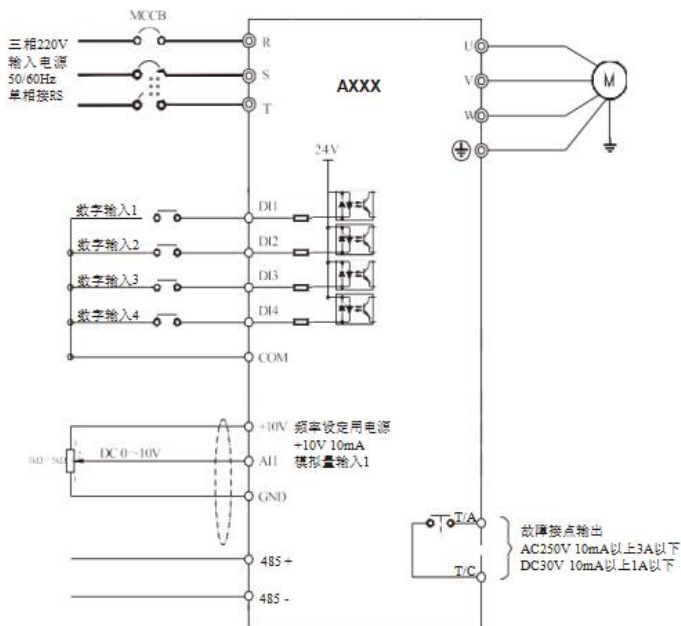 MCCB
三相220V
输入电源
50/60Hz
单相接RS
R
S
T
AXXX
U
V
W
M
24V
数字输入1
DI1
数字输入2
DI2
数字输入3
DI3
数字输入4
DI4
COM
+10V
频率设定用电源
+10V 10mA
DC 0~10V
AI1
模拟量输入1
GND
T/A
故障接点输出
AC250V 10mA以上3A以下
DC30V 10mA以上1A以下
T/C
485 +
485 -